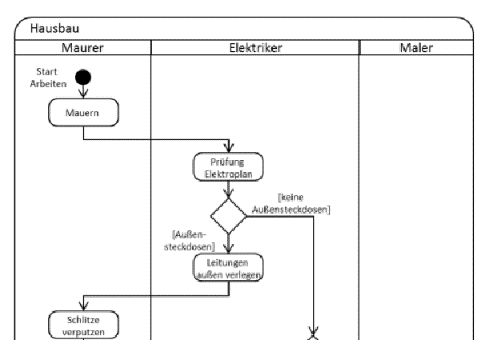 Hausbau
Maurer
Elektriker
Maler
Start
Arbeiten
Mauern
Prüfung
Elektroplan
[keine
Außensteckdosen]
[Außen-
steckdosen]
Leitungen
außen verlegen
Schlitze
verputzen